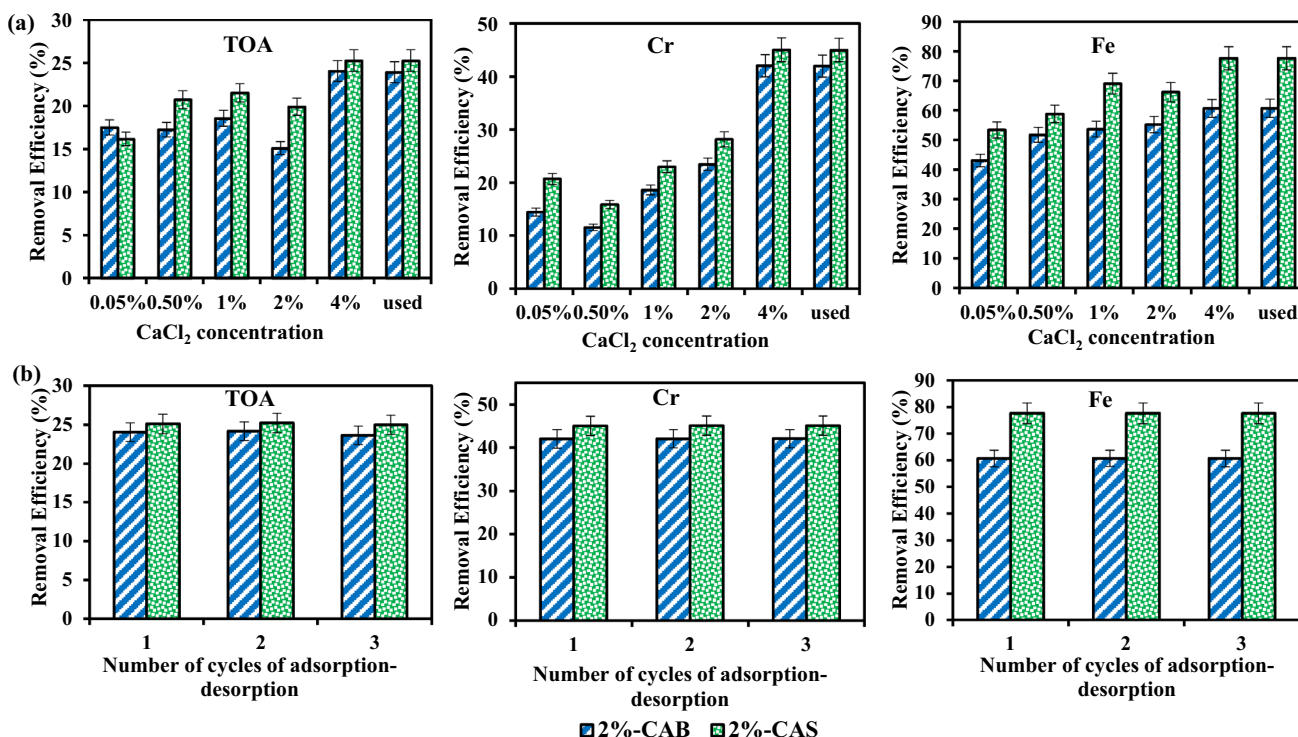 (a)
TOA
Removal Efficiency (%)
30
25
20
15
10
5
0
0.05% 0.50% 1% 2% 4% used
CaCl₂ concentration
Cr
Removal Efficiency (%)
50
40
30
20
10
0
0.05% 0.50% 1% 2% 4% used
CaCl₂ concentration
Fe
Removal Efficiency (%)
90
80
70
60
50
40
30
20
10
0
0.05% 0.50% 1% 2% 4% used
CaCl₂ concentration
(b)
TOA
Removal Efficiency (%)
30
25
20
15
10
5
0
1 2 3
Number of cycles of adsorption-
desorption
Cr
Removal Efficiency (%)
50
40
30
20
10
0
1 2 3
Number of cycles of adsorption-
desorption
Fe
Removal Efficiency (%)
90
80
70
60
50
40
30
20
10
0
1 2 3
Number of cycles of adsorption-
desorption
2%-CAB 2%-CAS